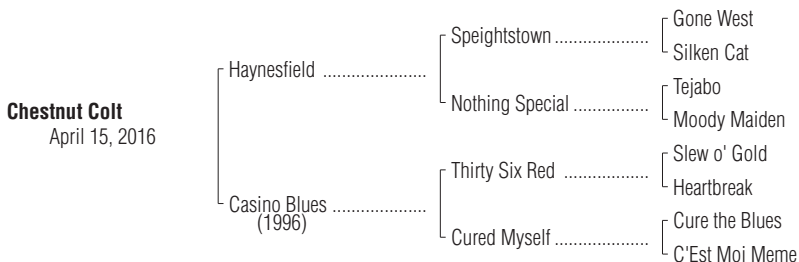 Chestnut Colt
April 15, 2016
Haynesfield ........................
Casino Blues .....................
(1996)
Speightstown .....................
Nothing Special .................
Thirty Six Red ...................
Cured Myself .....................
Gone West
Silken Cat
Tejabo
Moody Maiden
Slew o' Gold
Heartbreak
Cure the Blues
C'Est Moi Meme